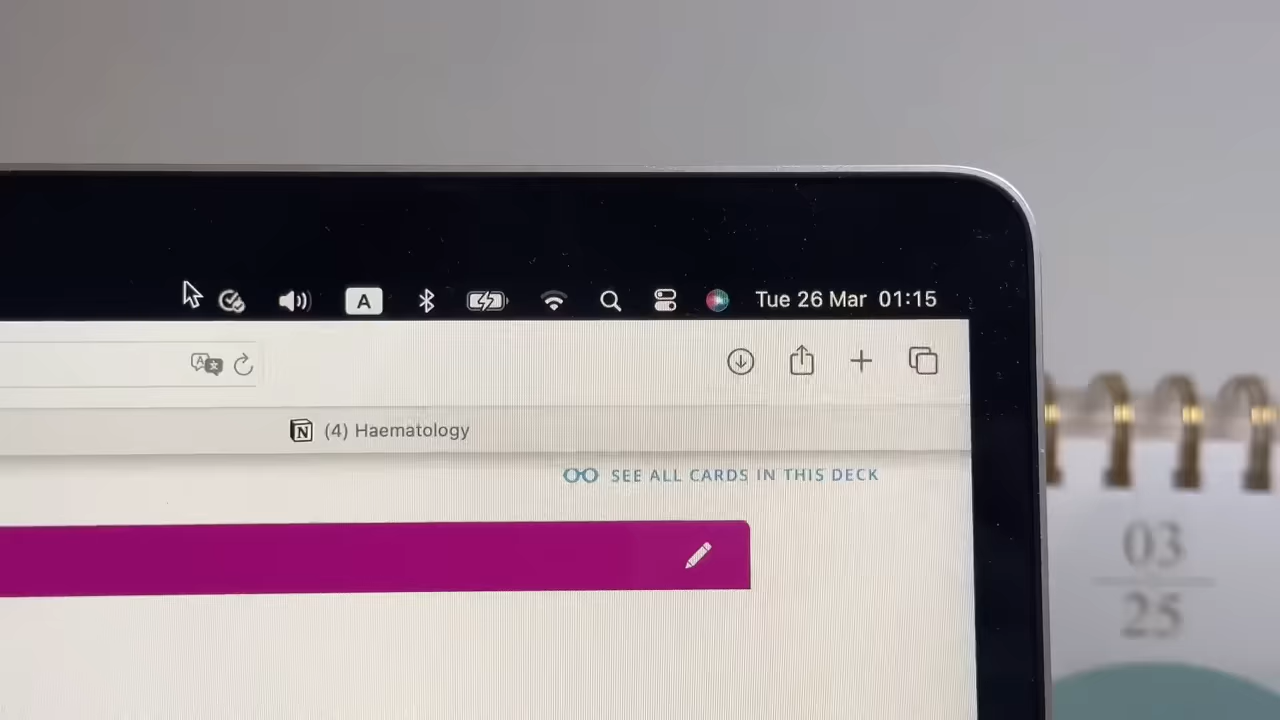 A
Tue 26 Mar 01:15
(4) Haematology
SEE ALL CARDS IN THIS DECK
03
25